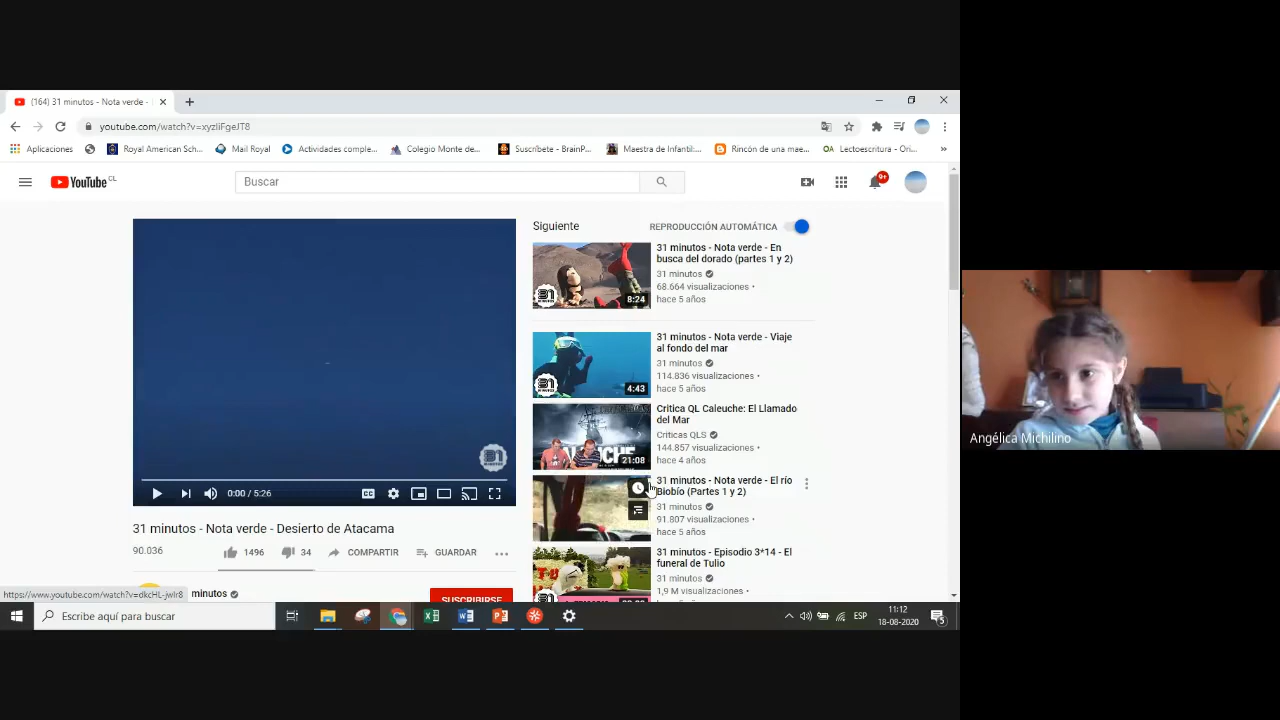 (164) 31 minutos - Nota verde -
youtube.com/watch?v=xyzIiFgeJT8
Aplicaciones
Royal American Sch...
Mail Royal
Actividades comple...
Colegio Monte de...
Suscríbete - BrainP...
Maestra de Infantil:...
Rincón de una mae...
OA Lectoescritura - Ori...
YouTube CL
Buscar
9+
Siguiente
REPRODUCCIÓN AUTOMÁTICA
31 minutos - Nota verde - En
busca del dorado (partes 1 y 2)
31 minutos
68.664 visualizaciones •
hace 5 años
8:24
31 minutos - Nota verde - Viaje
al fondo del mar
31 minutos
114.836 visualizaciones •
hace 5 años
4:43
Critica QL Caleuche: El Llamado
del Mar
Criticas QLS
144.857 visualizaciones •
hace 4 años
21:08
31 minutos - Nota verde - El río
Biobío (Partes 1 y 2)
31 minutos
91.807 visualizaciones •
hace 5 años
31 minutos - Episodio 3*14 - El
funeral de Tulio
31 minutos
1,9 M visualizaciones •
31 MINUTOS
0:00 / 5:26
31 minutos - Nota verde - Desierto de Atacama
90.036
1496
34
COMPARTIR
GUARDAR
minutos
SUSCRIBIRSE
Angélica Michilino
Escribe aquí para buscar
ESP
11:12
18-08-2020
5